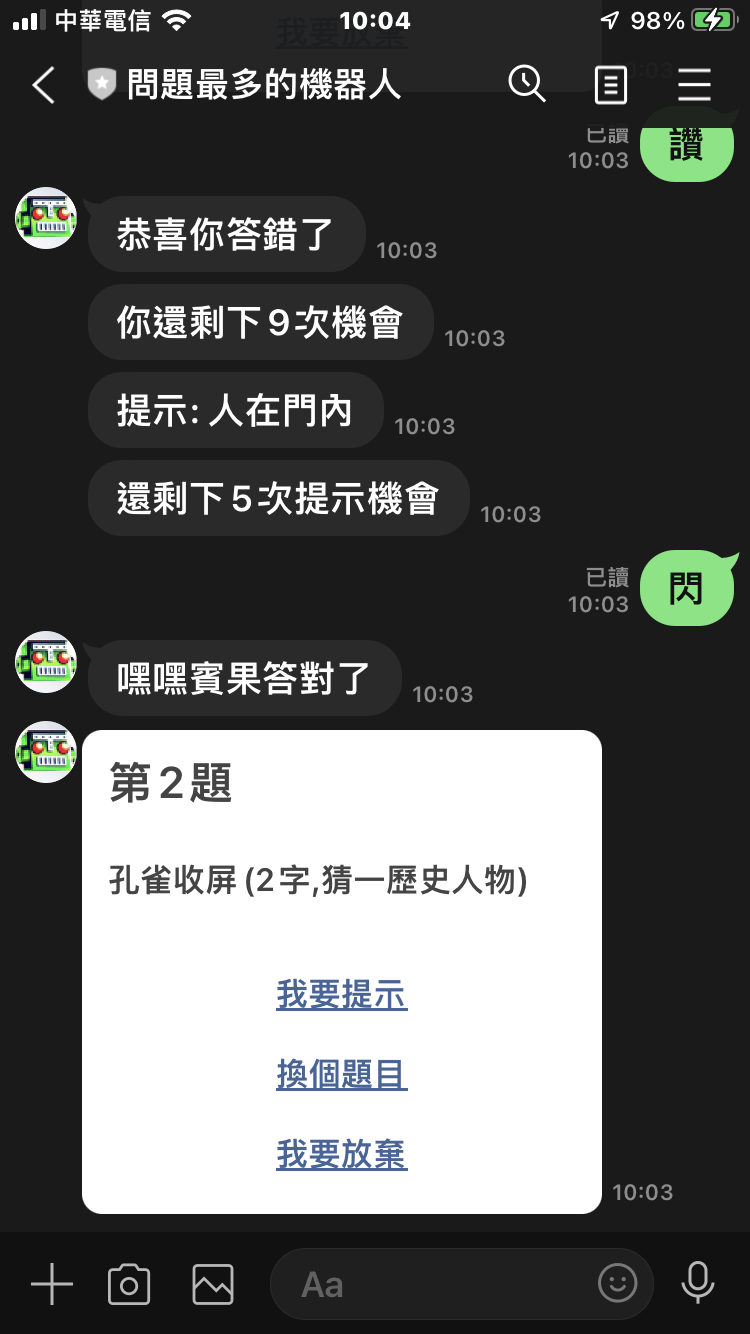 中華電信 10:04 98%
我要放棄
問題最多的機器人
10:03
已讀
10:03
讚
恭喜你答錯了
10:03
你還剩下9次機會
10:03
提示: 人在門內
10:03
還剩下5次提示機會
10:03
已讀
10:03
閃
嘿嘿賓果答對了
10:03
第2題
孔雀收屏(2字,猜一歷史人物)
我要提示
換個題目
我要放棄
10:03
Aa